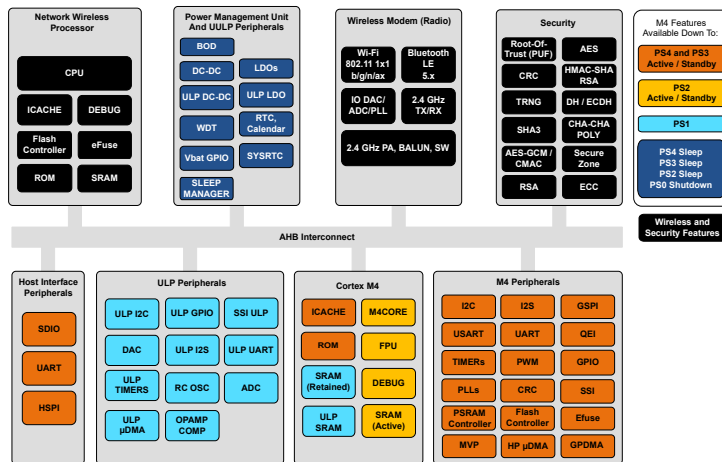 Network Wireless
Processor
CPU
ICACHE
DEBUG
Flash
Controller
eFuse
ROM
SRAM
Power Management Unit
And UULP Peripherals
BOD
DC-DC
LDOs
ULP DC-DC
ULP LDO
WDT
RTC,
Calendar
Vbat GPIO
SYSRTC
SLEEP
MANAGER
Wireless Modem (Radio)
Wi-Fi
802.11 1x1
b/g/n/ax
Bluetooth
LE
5.x
IO DAC/
ADC/PLL
2.4 GHz
TX/RX
2.4 GHz PA, BALUN, SW
Security
Root-Of-
Trust (PUF)
AES
CRC
HMAC-SHA
RSA
TRNG
DH / ECDH
SHA3
CHA-CHA
POLY
AES-GCM /
CMAC
Secure
Zone
RSA
ECC
M4 Features
Available Down To:
PS4 and PS3
Active / Standby
PS2
Active / Standby
PS1
PS4 Sleep
PS3 Sleep
PS2 Sleep
PS0 Shutdown
Wireless and
Security Features
AHB Interconnect
Host Interface
Peripherals
SDIO
UART
HSPI
ULP Peripherals
ULP I2C
ULP GPIO
SSI ULP
DAC
ULP I2S
ULP UART
ULP
TIMERS
RC OSC
ADC
ULP
μDMA
OPAMP
COMP
Cortex M4
ICACHE
M4CORE
ROM
FPU
SRAM
(Retained)
DEBUG
ULP
SRAM
SRAM
(Active)
M4 Peripherals
I2C
I2S
GSPI
USART
UART
QEI
TIMERs
PWM
GPIO
PLLs
CRC
SSI
PSRAM
Controller
Flash
Controller
Efuse
MVP
HP μDMA
GPDMA